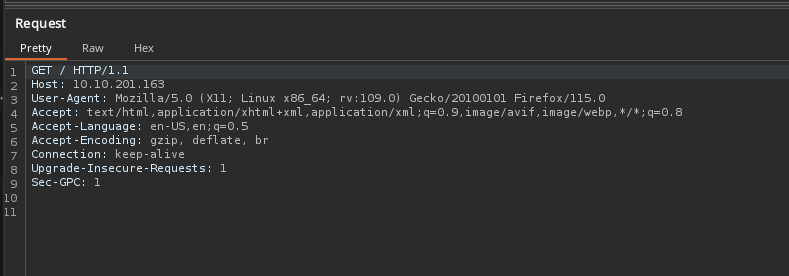 Request
Pretty Raw Hex
1 GET / HTTP/1.1
2 Host: 10.10.201.163
3 User-Agent: Mozilla/5.0 (X11; Linux x86_64; rv:109.0) Gecko/20100101 Firefox/115.0
4 Accept: text/html,application/xhtml+xml,application/xml;q=0.9,image/avif,image/webp,*/*;q=0.8
5 Accept-Language: en-US,en;q=0.5
6 Accept-Encoding: gzip, deflate, br
7 Connection: keep-alive
8 Upgrade-Insecure-Requests: 1
9 Sec-GPC: 1
10
11